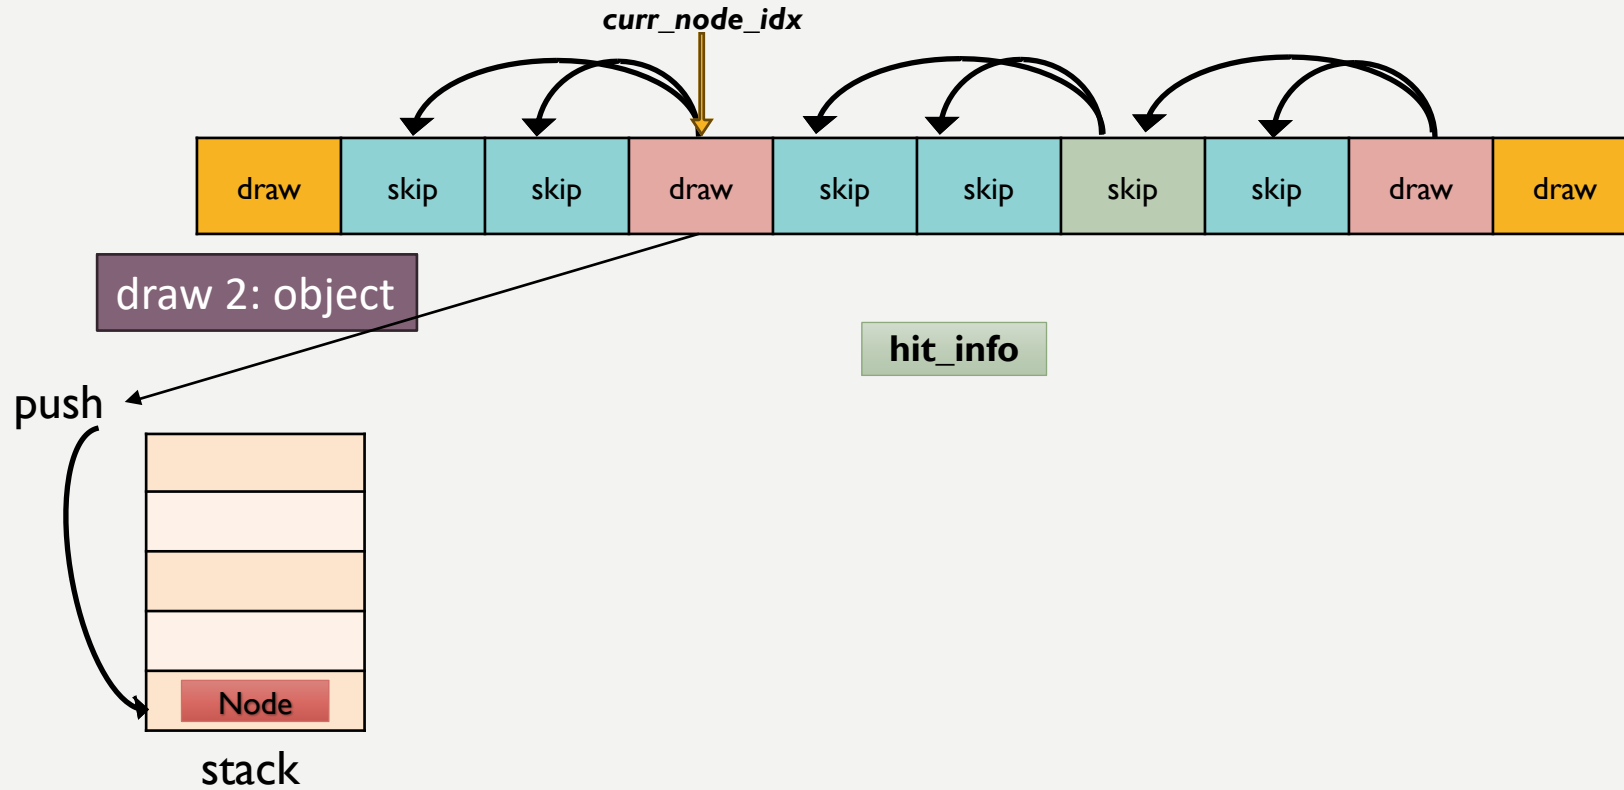 curr_node_idx
draw skip skip draw skip skip skip skip draw draw
draw 2: object
hit_info
push
Node
stack